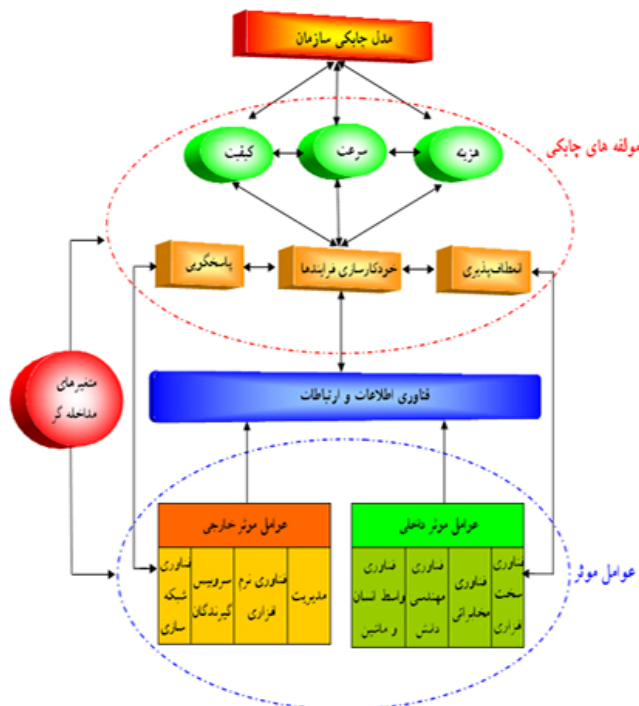 مدل چابکی سازمان
هزینه
سرعت
کیفیت
مولفه های چابکی
انعطاف‌پذیری
خودکارسازی فرایندها
پاسخگویی
متغیرهای
مداخله گر
فناوری اطلاعات و ارتباطات
عوامل موثر داخلی
فناوری
سخت
افزاری
فناوری
مخابراتی
فناوری
مهندسی
دانش
فناوری
واسط انسان
و ماشین
عوامل موثر خارجی
مدیریت
فناوری نرم
افزاری
سرویس
گیرندگان
فناوری
شبکه
سازی
عوامل موثر